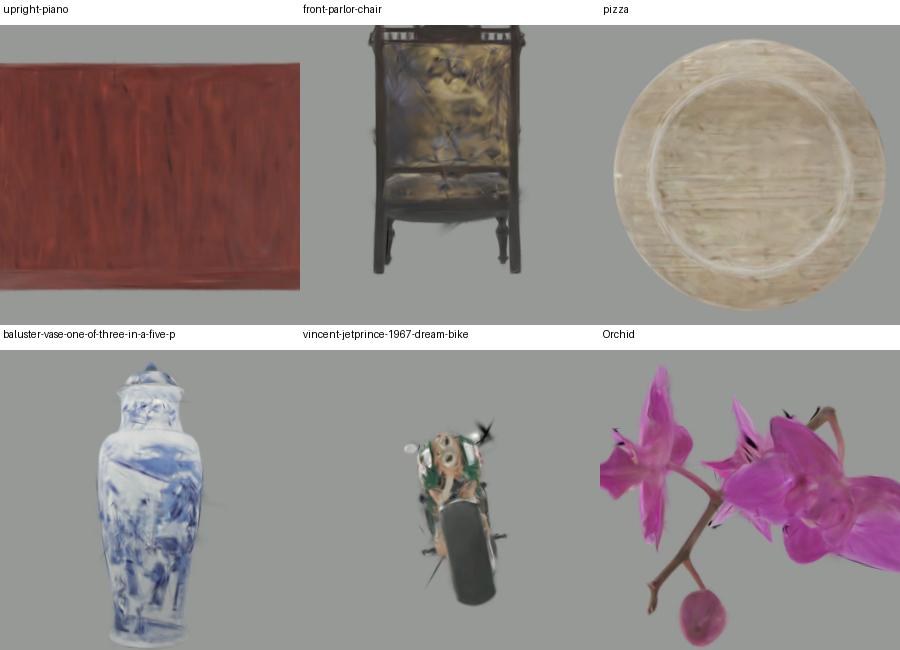 upright-piano
front-parlor-chair
pizza
baluster-vase-one-of-three-in-a-five-p
vincent-jetprince-1967-dream-bike
Orchid